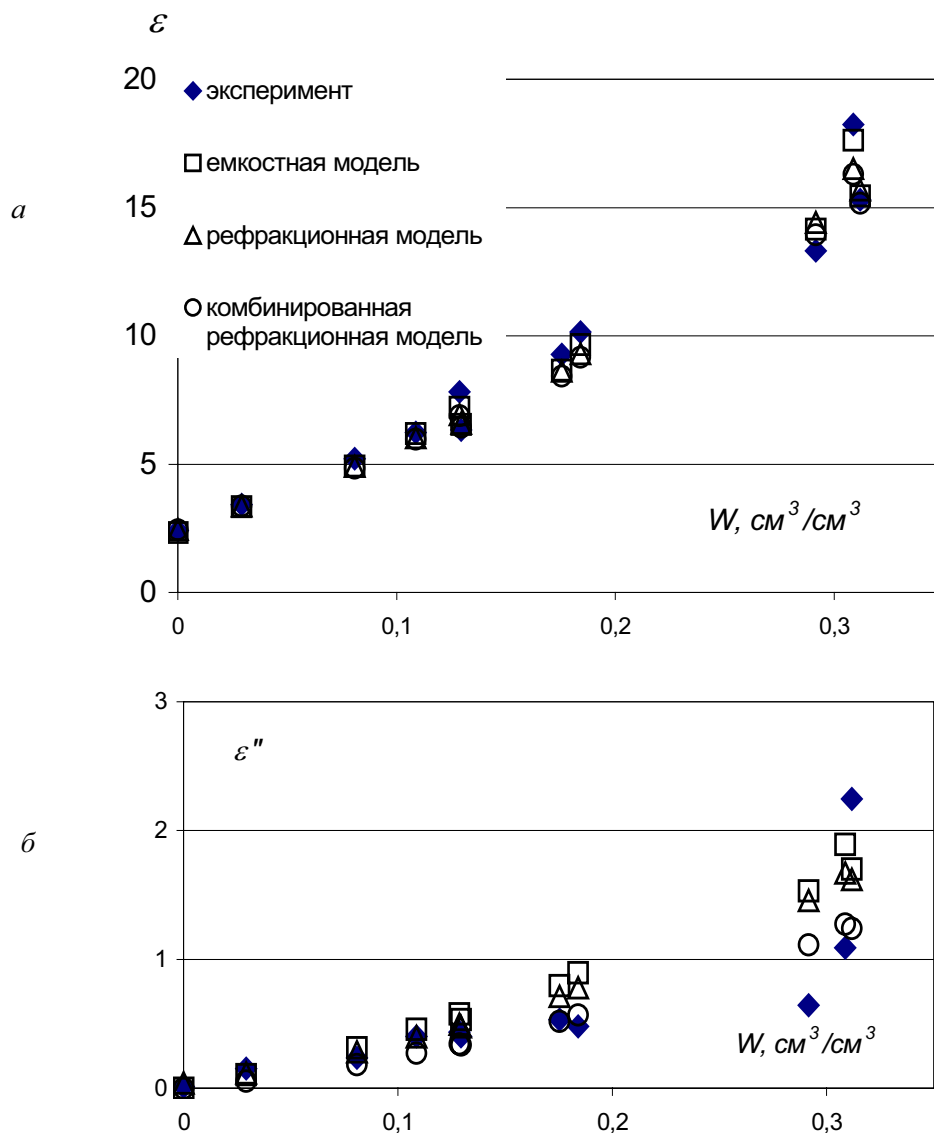 ε
20
эксперимент
емкостная модель
а
15
рефракционная модель
комбинированная
10
рефракционная модель
5
W, см³/см³
0
0
0,1
0,2
0,3
3
ε"
2
б
1
W, см³/см³
0
0
0,1
0,2
0,3